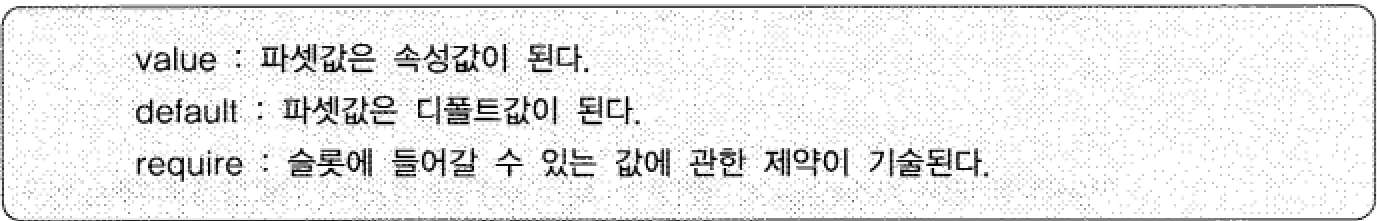 value : 파셋값은 속성값이 된다.
default : 파셋값은 디폴트값이 된다.
require : 슬롯에 들어갈 수 있는 값에 관한 제약이 기술된다.